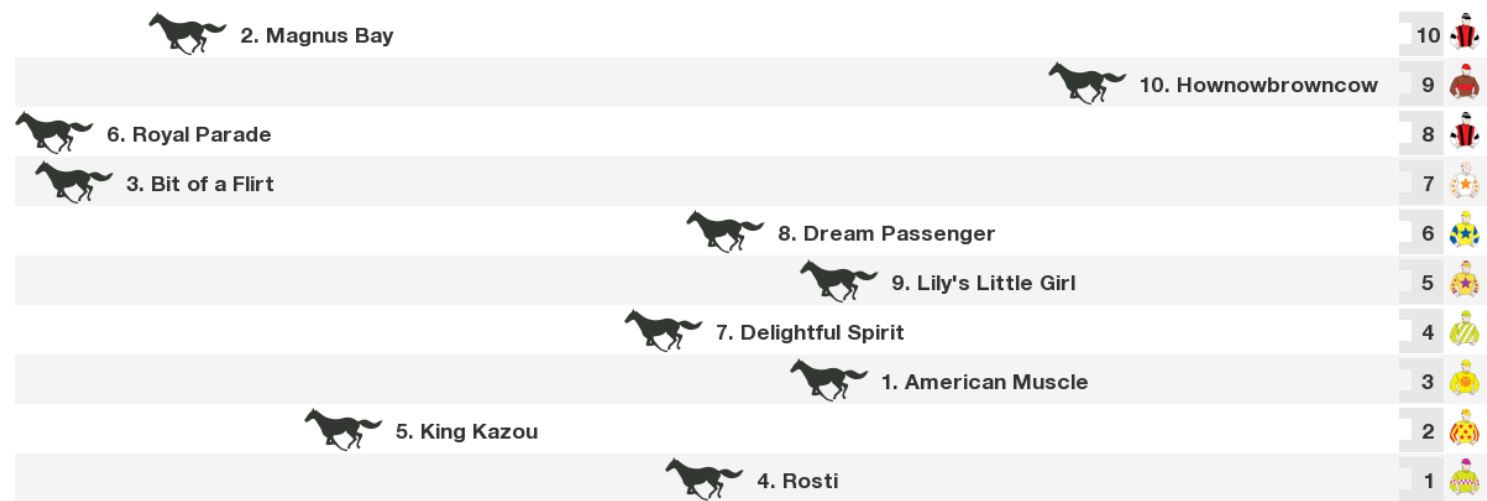 2. Magnus Bay 10
10. Hownowbrowncow 9
6. Royal Parade 8
3. Bit of a Flirt 7
8. Dream Passenger 6
9. Lily's Little Girl 5
7. Delightful Spirit 4
1. American Muscle 3
5. King Kazou 2
4. Rosti 1